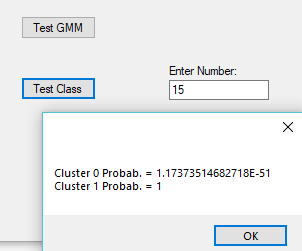 Test GMM
Enter Number:
Test Class
15
Cluster 0 Probab. = 1.17373514682718E-51
Cluster 1 Probab. = 1
OK